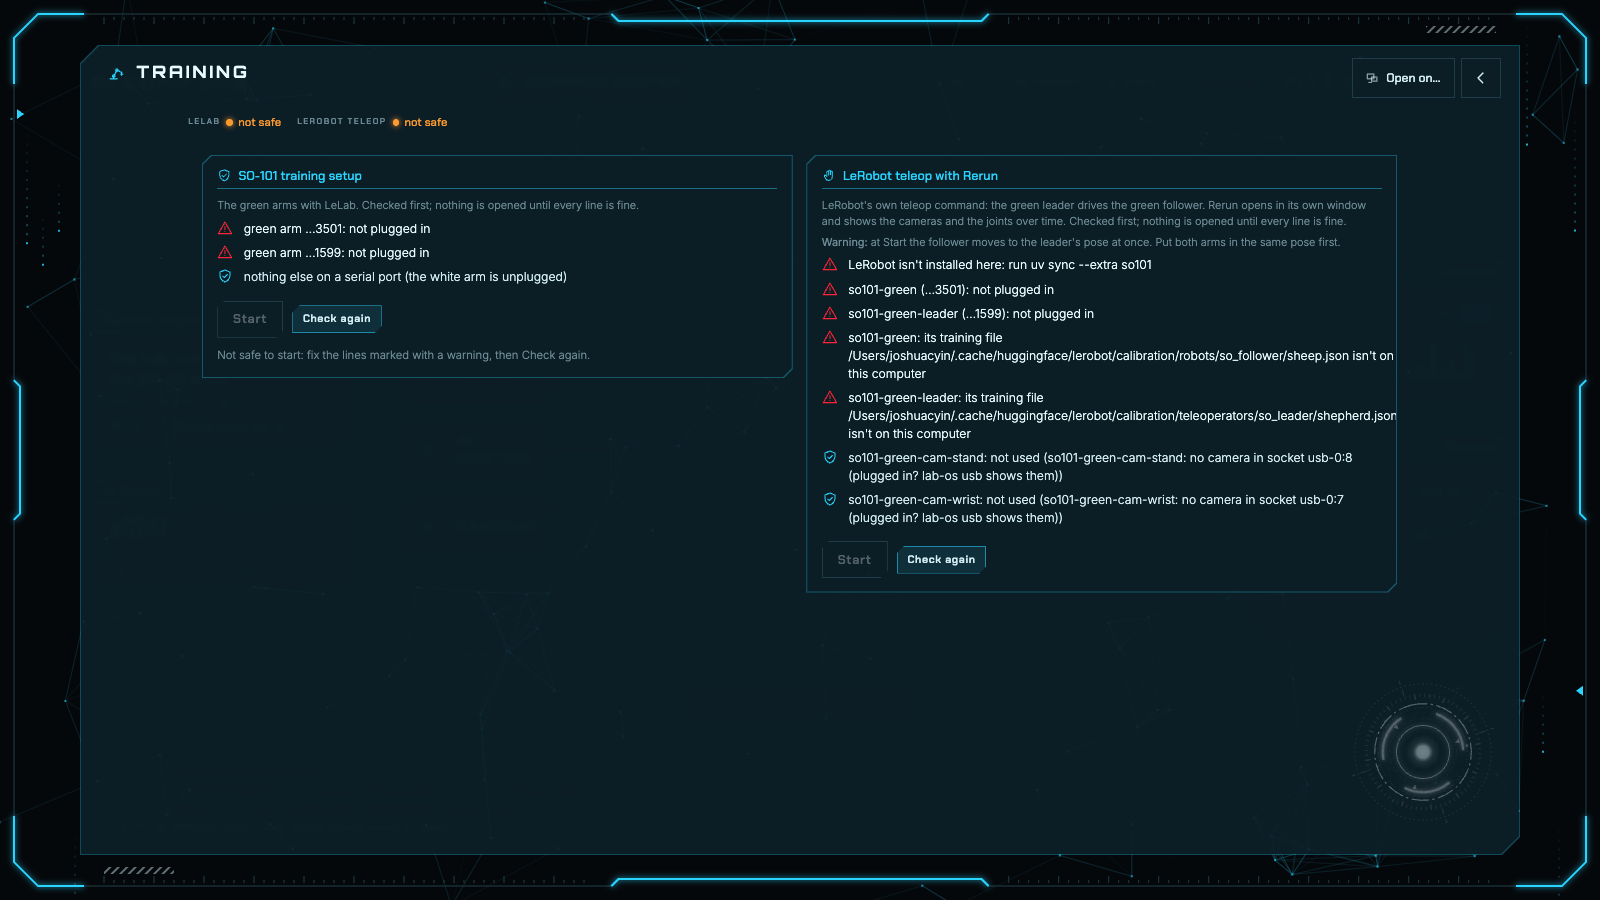 TRAINING
Open on...
LELAB not safe LEROBOT TELEOP not safe
SO-101 training setup
The green arms with LeLab. Checked first; nothing is opened until every line is fine.
green arm ...3501: not plugged in
green arm ...1599: not plugged in
nothing else on a serial port (the white arm is unplugged)
Start Check again
Not safe to start: fix the lines marked with a warning, then Check again.
LeRobot teleop with Rerun
LeRobot's own teleop command: the green leader drives the green follower. Rerun opens in its own window
and shows the cameras and the joints over time. Checked first; nothing is opened until every line is fine.
Warning: at Start the follower moves to the leader's pose at once. Put both arms in the same pose first.
LeRobot isn't installed here: run uv sync --extra so101
so101-green (...3501): not plugged in
so101-green-leader (...1599): not plugged in
so101-green: its training file
/Users/joshuacyin/.cache/huggingface/lerobot/calibration/robots/so_follower/sheep.json isn't on
this computer
so101-green-leader: its training file
/Users/joshuacyin/.cache/huggingface/lerobot/calibration/teleoperators/so_leader/shepherd.json
isn't on this computer
so101-green-cam-stand: not used (so101-green-cam-stand: no camera in socket usb-0:8
(plugged in? lab-os usb shows them))
so101-green-cam-wrist: not used (so101-green-cam-wrist: no camera in socket usb-0:7
(plugged in? lab-os usb shows them))
Start Check again